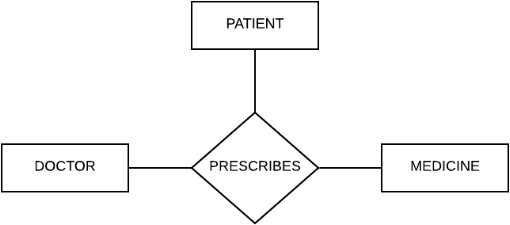 PATIENT
DOCTOR
PRESCRIBES
MEDICINE